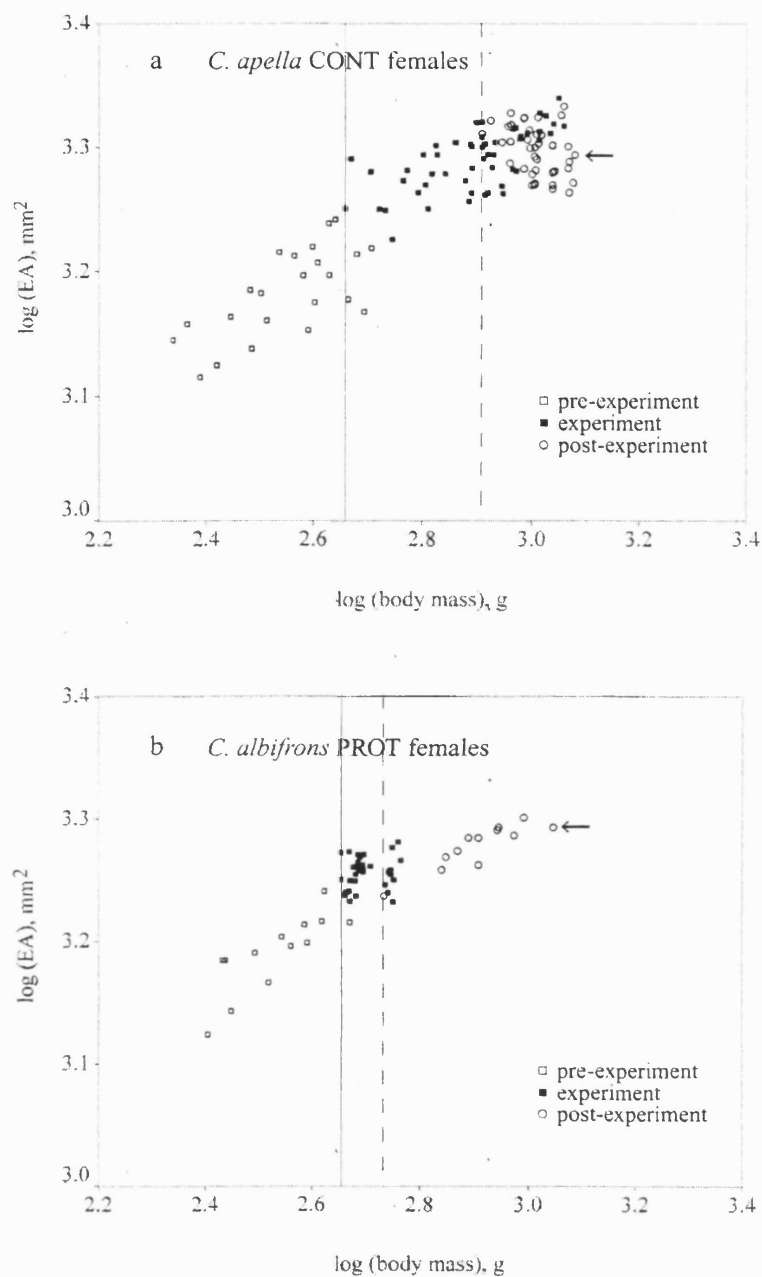 3.4
a C. apella CONT females
3.3
3.2
3.1
3.0
log (EA), mm²
□ pre-experiment
■ experiment
○ post-experiment
2.2 2.4 2.6 2.8 3.0 3.2 3.4
log (body mass), g
3.4
b C. albifrons PROT females
3.3
3.2
3.1
3.0
log (EA), mm²
□ pre-experiment
■ experiment
○ post-experiment
2.2 2.4 2.6 2.8 3.0 3.2 3.4
log (body mass), g